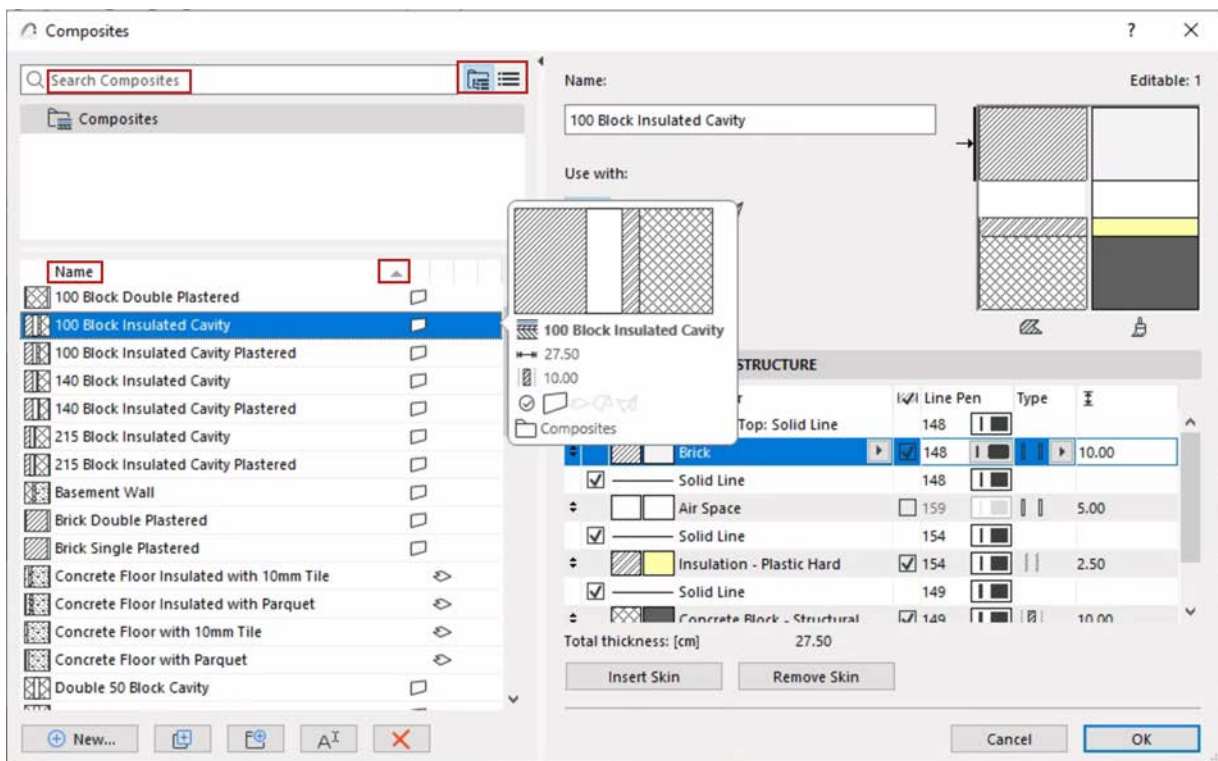 Composites
?
Search Composites
Composites
Name
100 Block Double Plastered
100 Block Insulated Cavity
100 Block Insulated Cavity Plastered
140 Block Insulated Cavity
140 Block Insulated Cavity Plastered
215 Block Insulated Cavity
215 Block Insulated Cavity Plastered
Basement Wall
Brick Double Plastered
Brick Single Plastered
Concrete Floor Insulated with 10mm Tile
Concrete Floor Insulated with Parquet
Concrete Floor with 10mm Tile
Concrete Floor with Parquet
Double 50 Block Cavity
New...
Name:
Editable: 1
100 Block Insulated Cavity
Use with:
100 Block Insulated Cavity
27.50
10.00
Composites
STRUCTURE
r Line Pen Type
Top: Solid Line 148
Brick 148 10.00
Solid Line 148
Air Space 159 5.00
Solid Line 154
Insulation - Plastic Hard 154 2.50
Solid Line 149
Concrete Block - Structural 149 10.00
Total thickness: [cm] 27.50
Insert Skin
Remove Skin
Cancel
OK